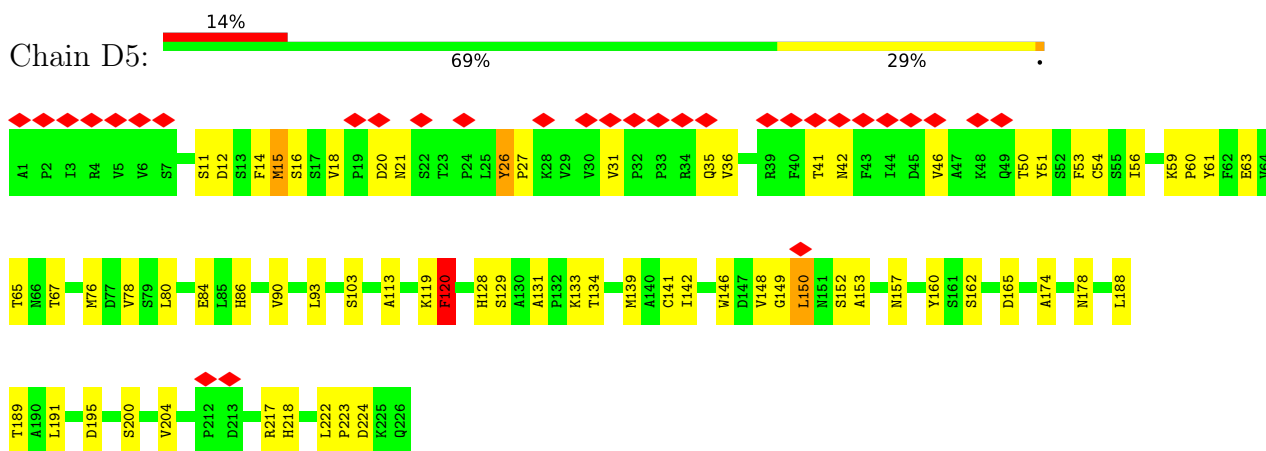 14%
Chain D5:
69% 29% •
A1 P2 I3 R4 V5 V6 S7 S11 D12 S13 F14 M15 S16 S17 V18 P19 D20 N21 S22 T23 P24 L25 Y26 P27 K28 V29 V30 V31 P32 P33 R34 Q35 V36 R39 F40 T41 N42 F43 I44 D45 V46 A47 K48 Q49 T50 Y51 S52 F53 C54 S55 I56 K59 P60 Y61 F62 E63 V64
T65 N66 T67 M76 D77 V78 S79 L80 E84 L85 H86 V90 L93 S103 A113 K119 F120 H128 S129 A130 A131 P132 K133 T134 M139 A140 C141 I142 W146 D147 V148 G149 L150 N151 S152 A153 N157 Y160 S161 S162 D165 A174 N178 L188
T189 A190 L191 D195 S200 V204 P212 D213 R217 H218 L222 P223 D224 K225 Q226